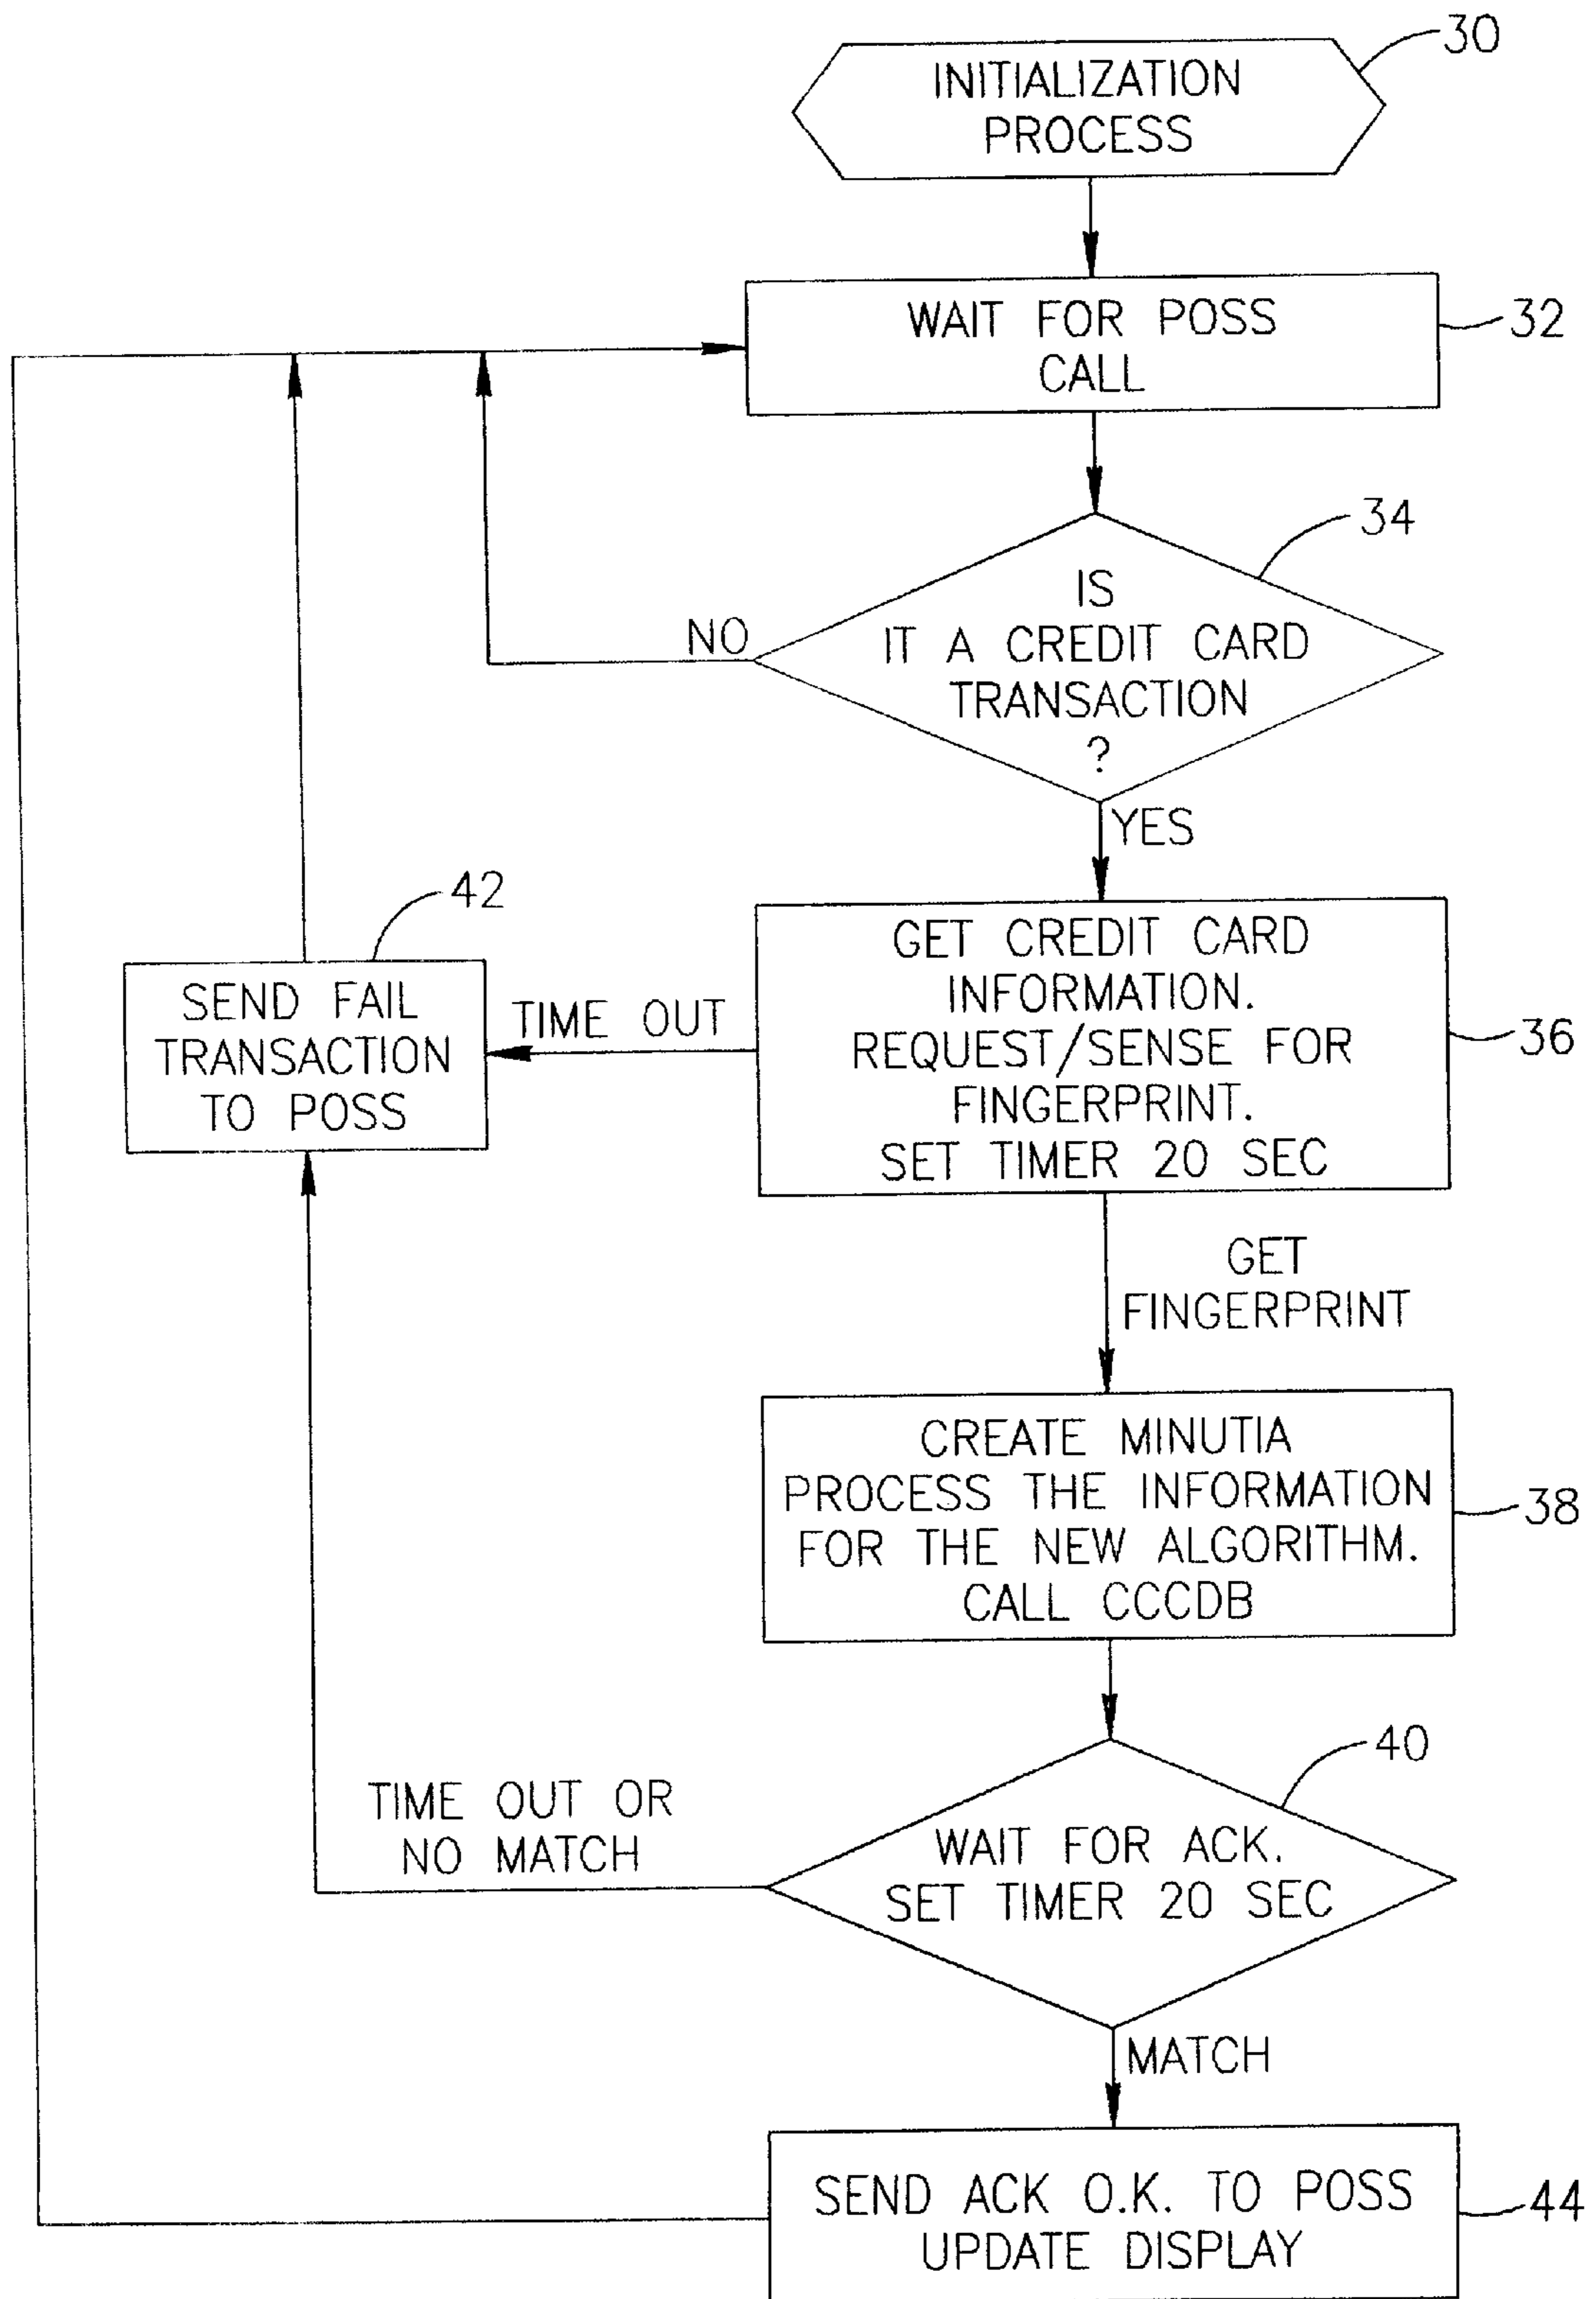 30
INITIALIZATION
PROCESS
WAIT FOR POSS
CALL
32
34
IS
IT A CREDIT CARD
TRANSACTION
?
NO
YES
42
SEND FAIL
TRANSACTION
TO POSS
TIME OUT
GET CREDIT CARD
INFORMATION.
REQUEST/SENSE FOR
FINGERPRINT.
SET TIMER 20 SEC
36
GET
FINGERPRINT
CREATE MINUTIA
PROCESS THE INFORMATION
FOR THE NEW ALGORITHM.
CALL CCCDB
38
40
TIME OUT OR
NO MATCH
WAIT FOR ACK.
SET TIMER 20 SEC
MATCH
SEND ACK O.K. TO POSS
UPDATE DISPLAY
44